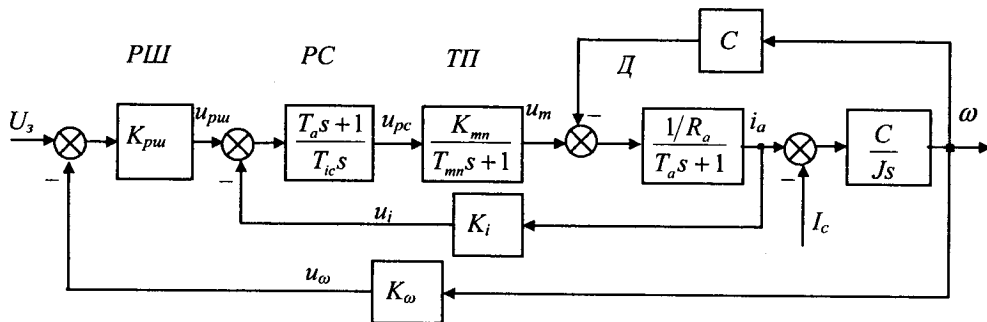 РШ РС ТП Д C
U_з K_рш u_рш T_a s + 1 / T_ic s u_рс K_тп / T_тп s + 1 u_т 1/R_a / T_a s + 1 i_a C / Js ω
− − − −
u_i K_i I_c
u_ω K_ω